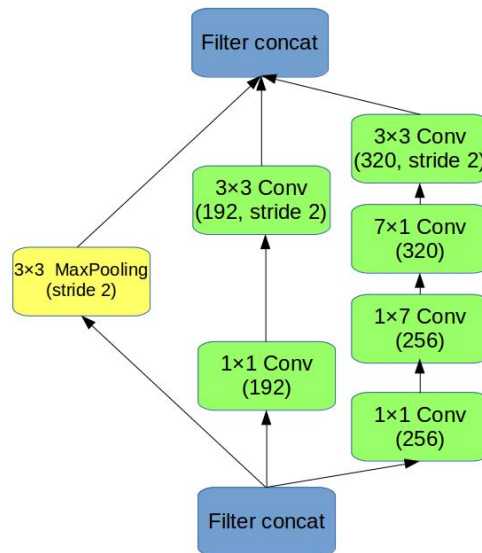 Filter concat
3×3 Conv
(320, stride 2)
3×3 Conv
(192, stride 2)
7×1 Conv
(320)
3×3 MaxPooling
(stride 2)
1×7 Conv
(256)
1×1 Conv
(192)
1×1 Conv
(256)
Filter concat